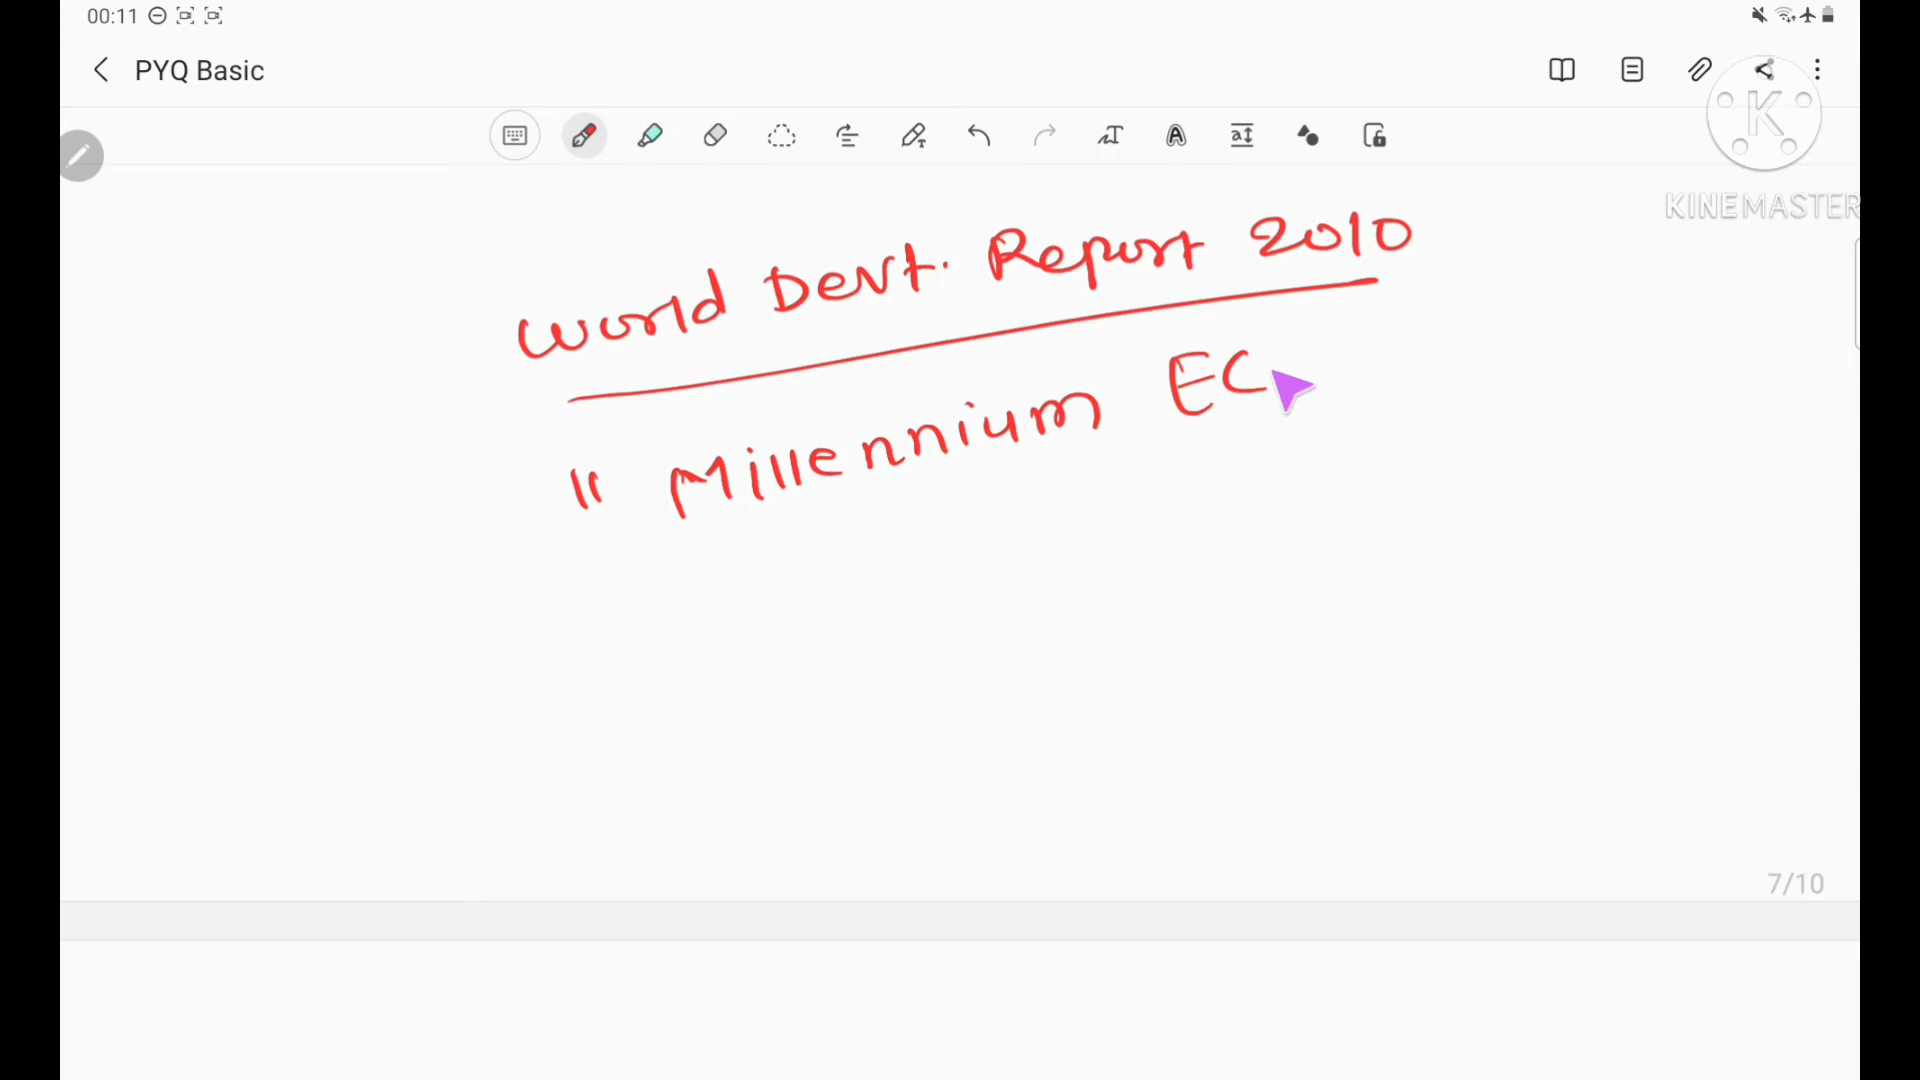 00:11
PYQ Basic
K
KINEMASTER
World Devt. Report 2010
" Millennium EC
7/10